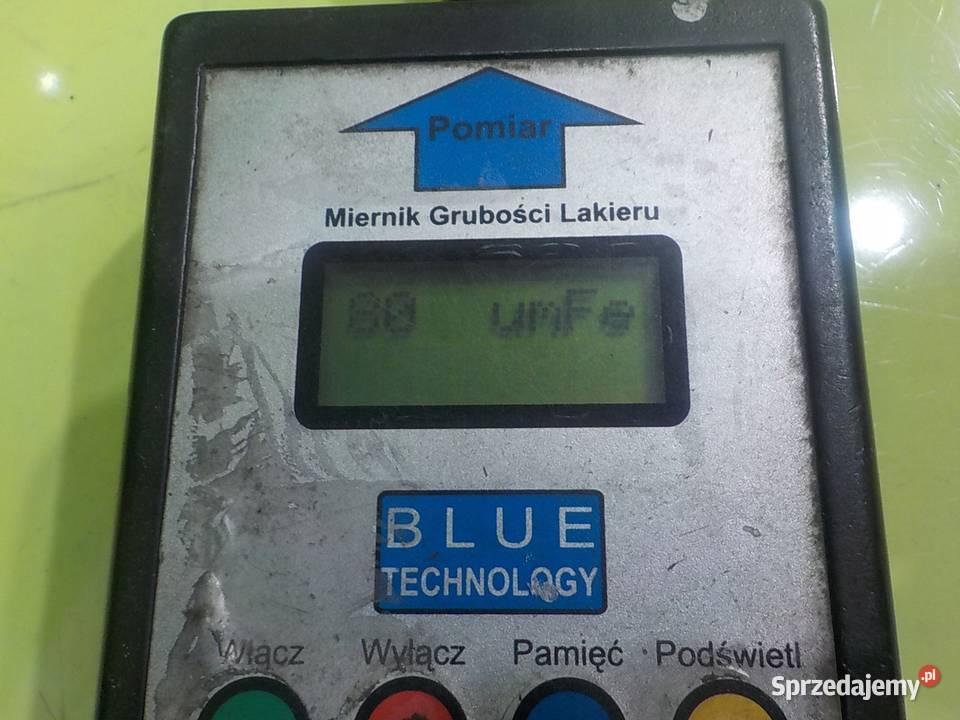 Pomiar
Miernik Grubości Lakieru
80 umFe
BLUE
TECHNOLOGY
Włącz Wyłącz Pamięć Podświetl
Sprzedajemy.pl